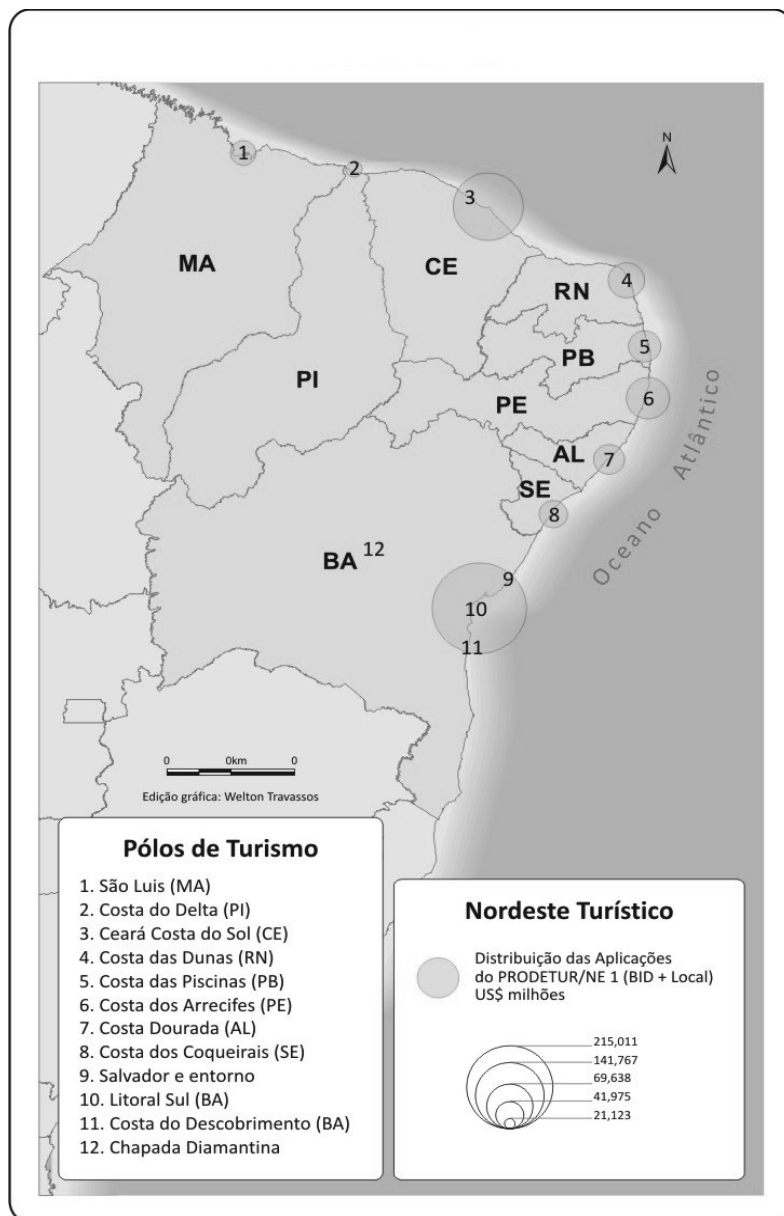 N
1
2
3
MA
CE
4
RN
5
PB
PI
6
PE
AL
7
SE
8
Oceano Atlântico
BA
12
9
10
11
0
0km
0
Edição gráfica: Welton Travassos
Pólos de Turismo
1. São Luis (MA)
2. Costa do Delta (PI)
3. Ceará Costa do Sol (CE)
4. Costa das Dunas (RN)
5. Costa das Piscinas (PB)
6. Costa dos Arrecifes (PE)
7. Costa Dourada (AL)
8. Costa dos Coqueirais (SE)
9. Salvador e entorno
10. Litoral Sul (BA)
11. Costa do Descobrimento (BA)
12. Chapada Diamantina
Nordeste Turístico
Distribuição das Aplicações
do PRODETUR/NE 1 (BID + Local)
US$ milhões
215,011
141,767
69,638
41,975
21,123